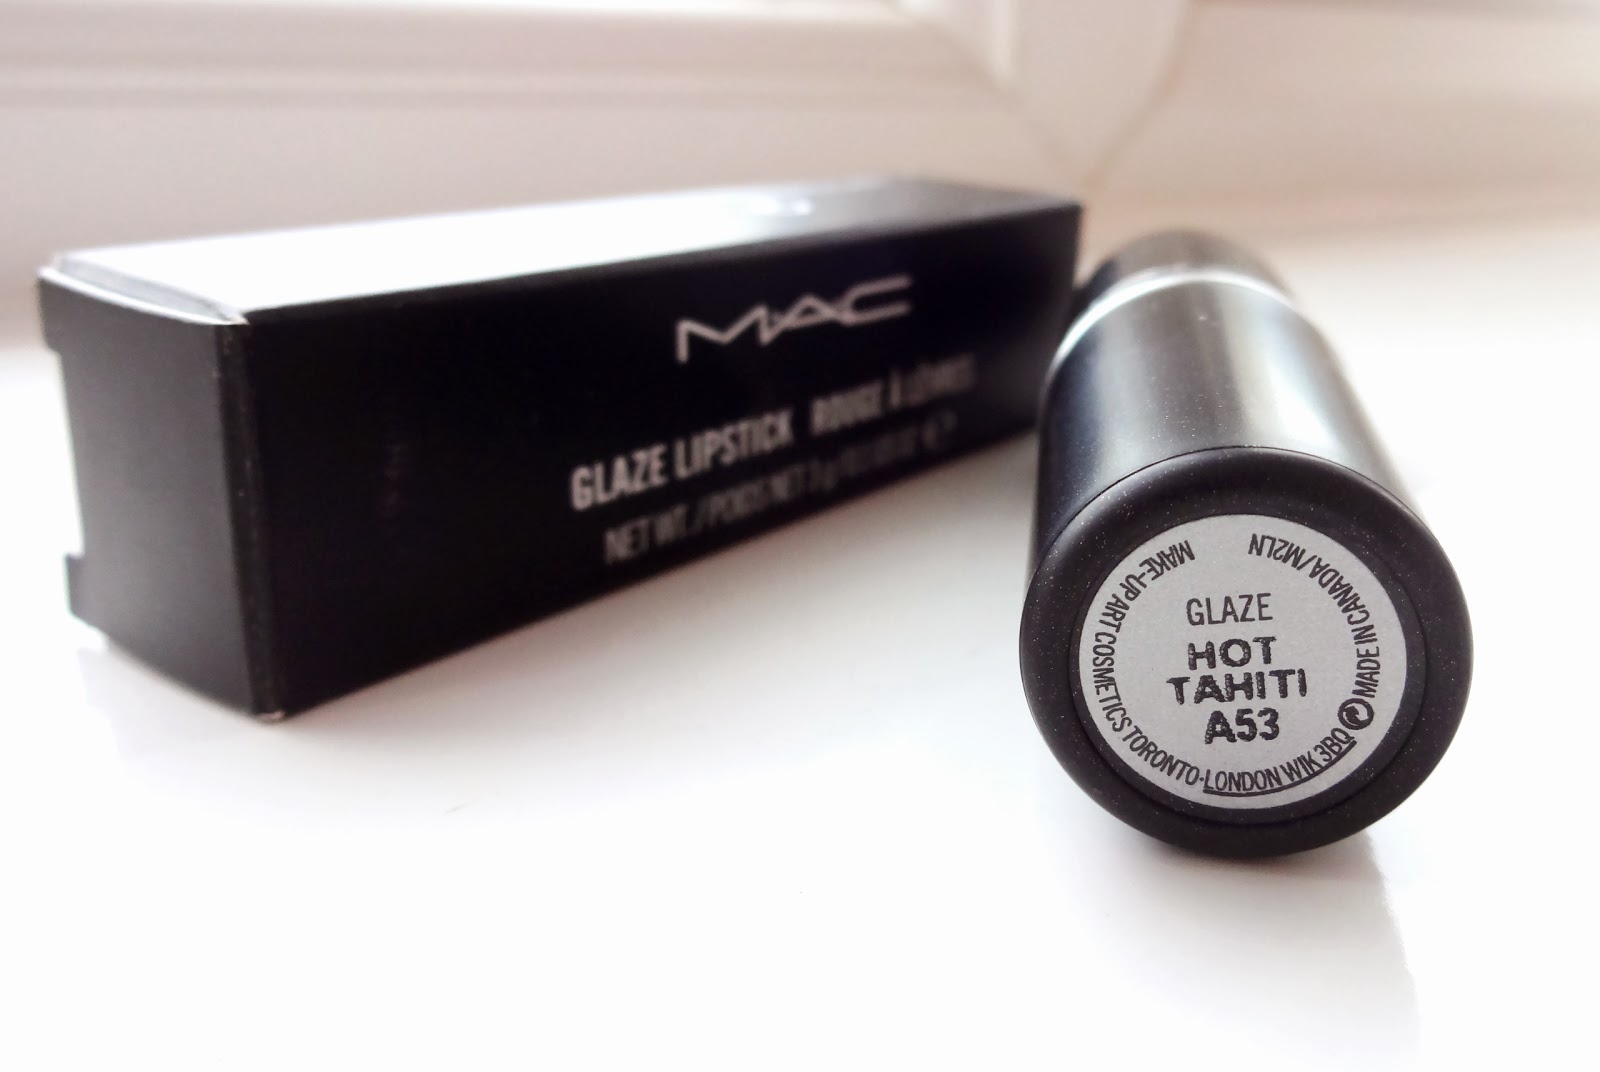 MAC
GLAZE LIPSTICK ROUGE À LÈVRES
NET WT./POIDS NET 3 g
GLAZE
HOT
TAHITI
A53
MAKE-UP ART COSMETICS TORONTO·LONDON W1K 3BQ MADE IN CANADA/M2LN